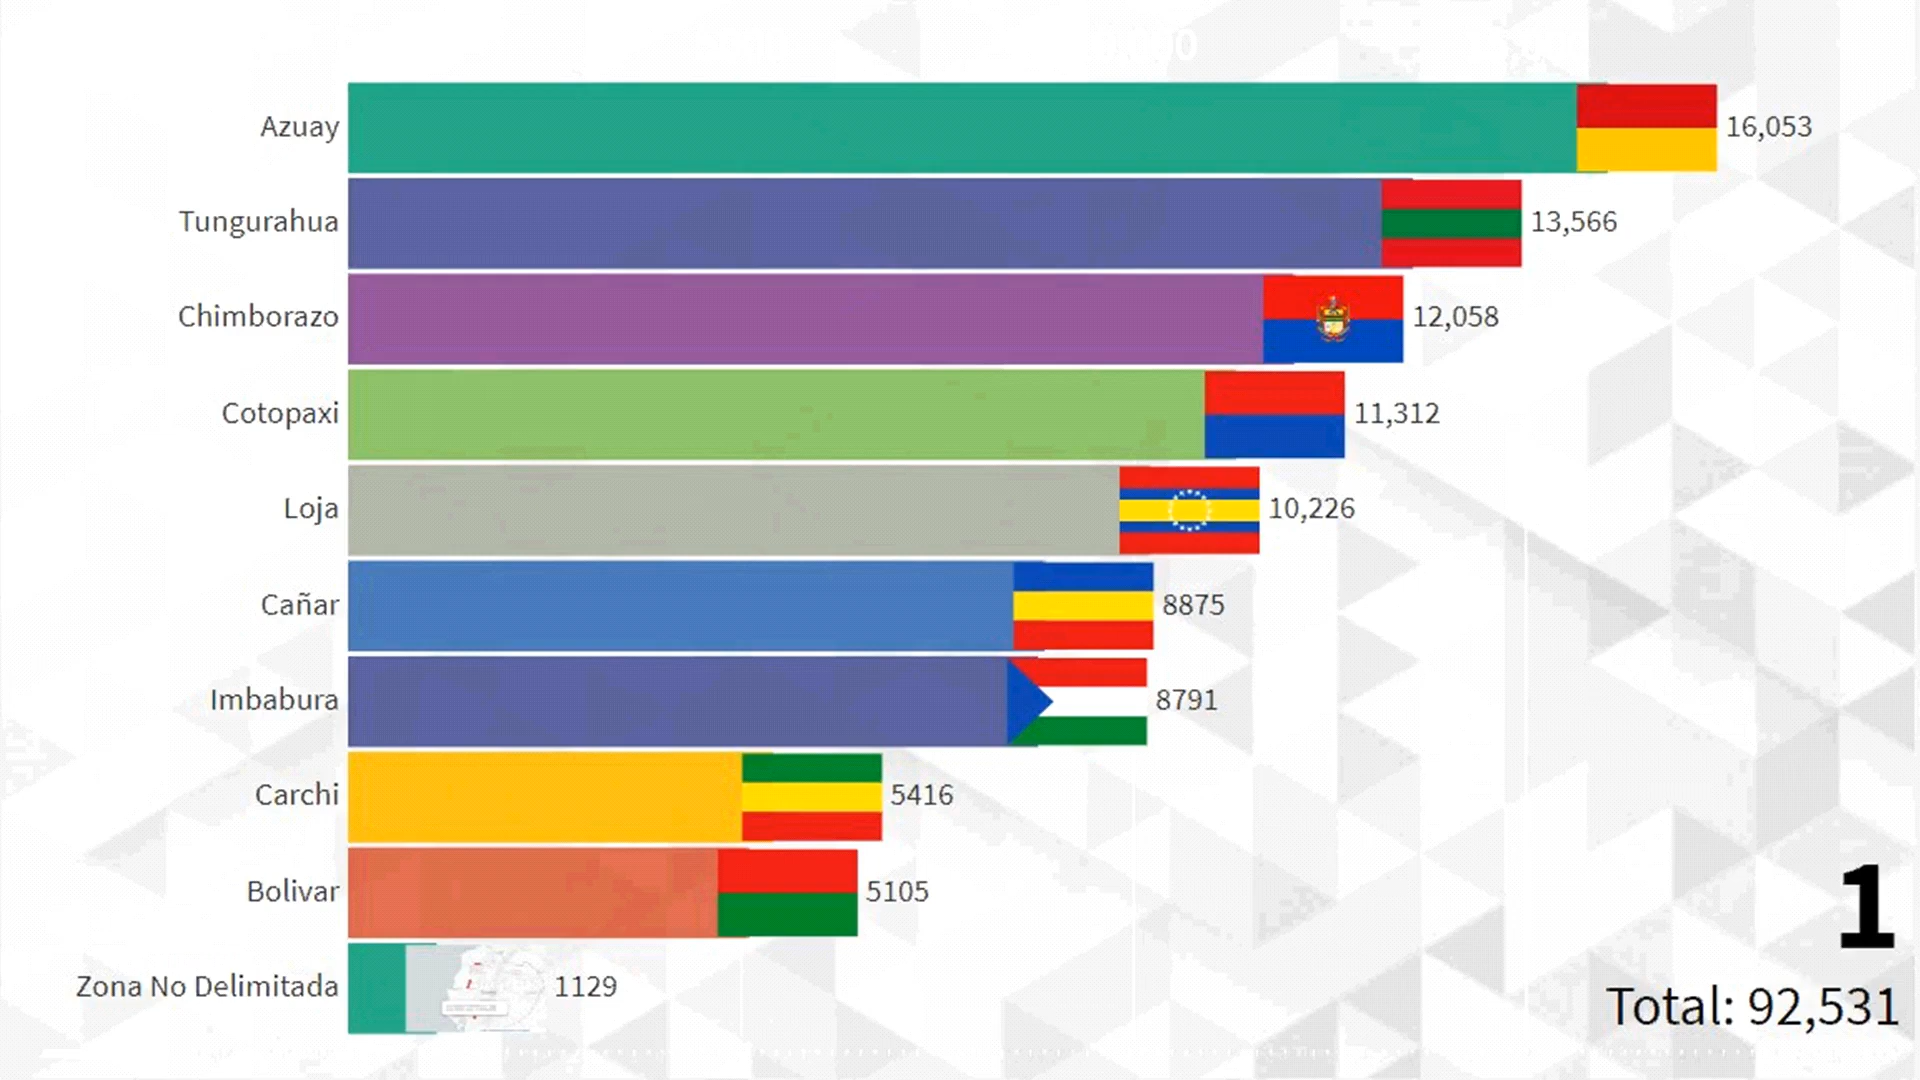 Azuay 16,053
Tungurahua 13,566
Chimborazo 12,058
Cotopaxi 11,312
Loja 10,226
Cañar 8875
Imbabura 8791
Carchi 5416
Bolivar 5105
Zona No Delimitada 1129
1
Total: 92,531